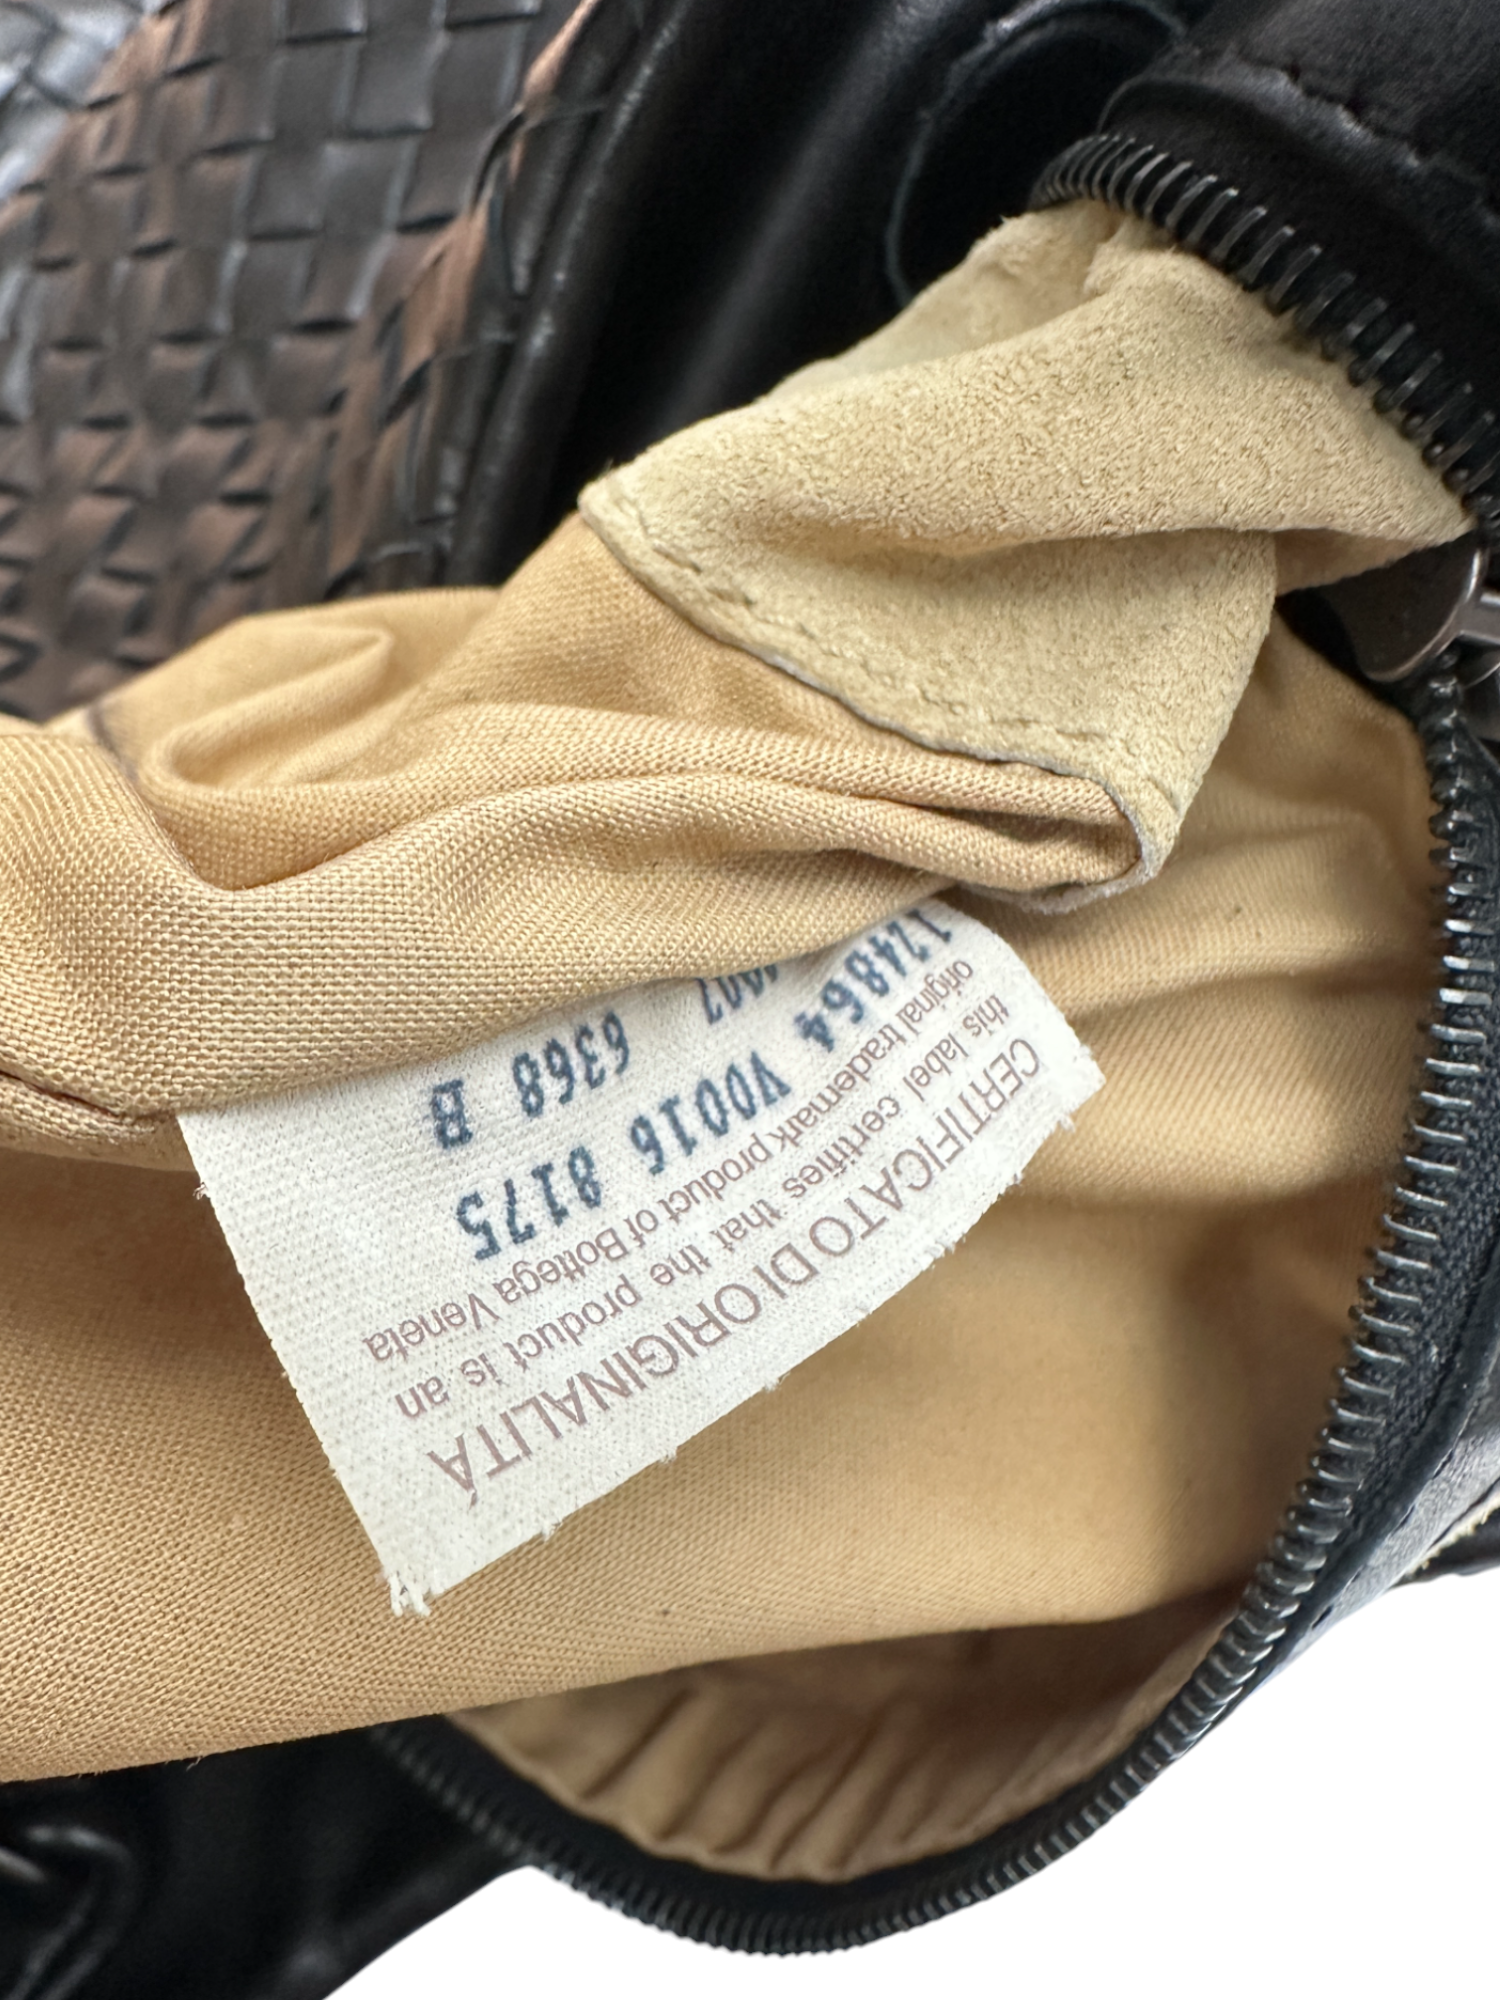 CERTIFICATO DI ORIGINALITÁ
this label certifies that the product is an
original trademark product of Bottega Veneta
124864 V0016 8175
6368 B